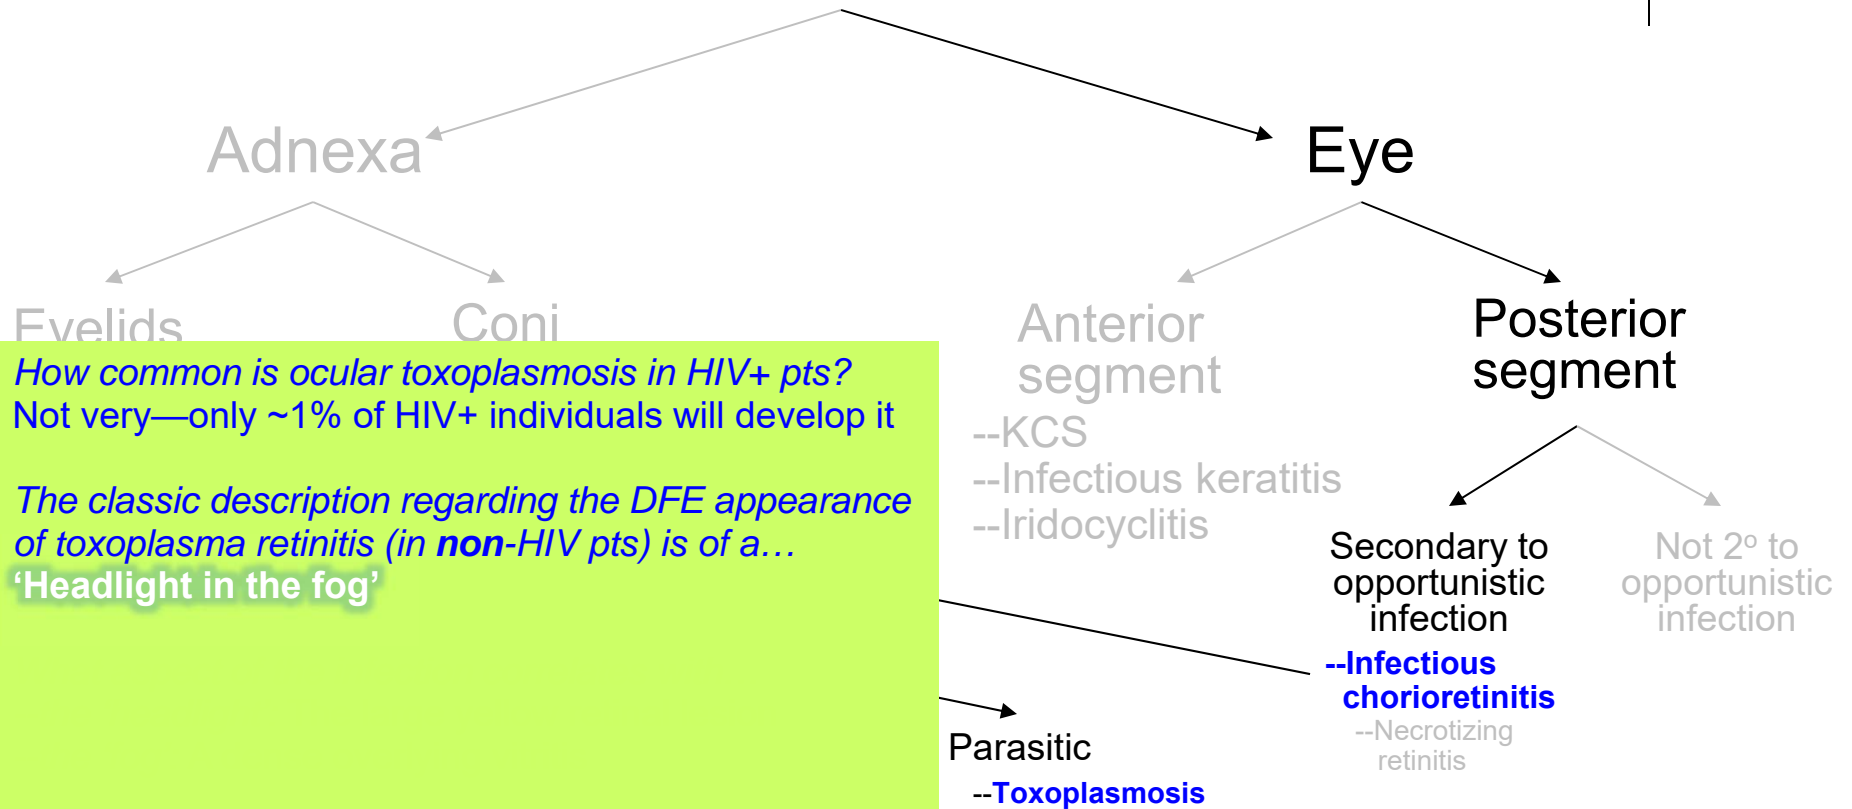 Adnexa
Eye
Eyelids
Conj
Anterior
segment
--KCS
--Infectious keratitis
--Iridocyclitis
Posterior
segment
How common is ocular toxoplasmosis in HIV+ pts?
Not very—only ~1% of HIV+ individuals will develop it
The classic description regarding the DFE appearance
of toxoplasma retinitis (in non-HIV pts) is of a…
‘Headlight in the fog’
Secondary to
opportunistic
infection
--Infectious
chorioretinitis
--Necrotizing
retinitis
Not 2º to
opportunistic
infection
Parasitic
--Toxoplasmosis